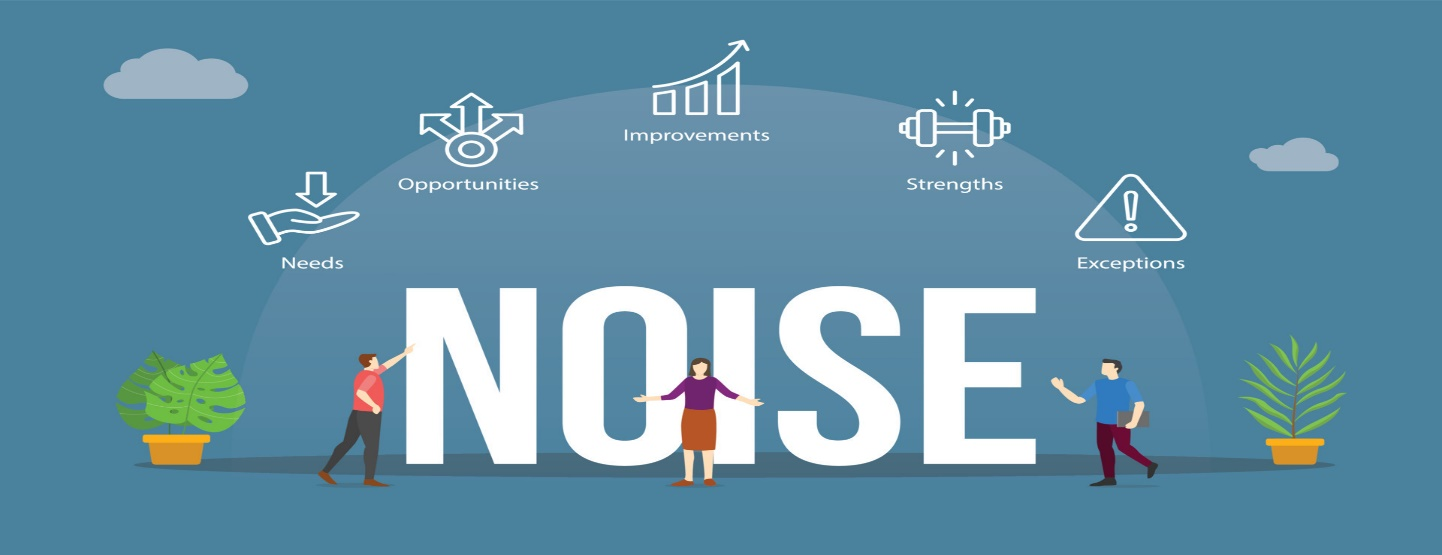 Improvements
Opportunities
Strengths
Needs
Exceptions
NOISE